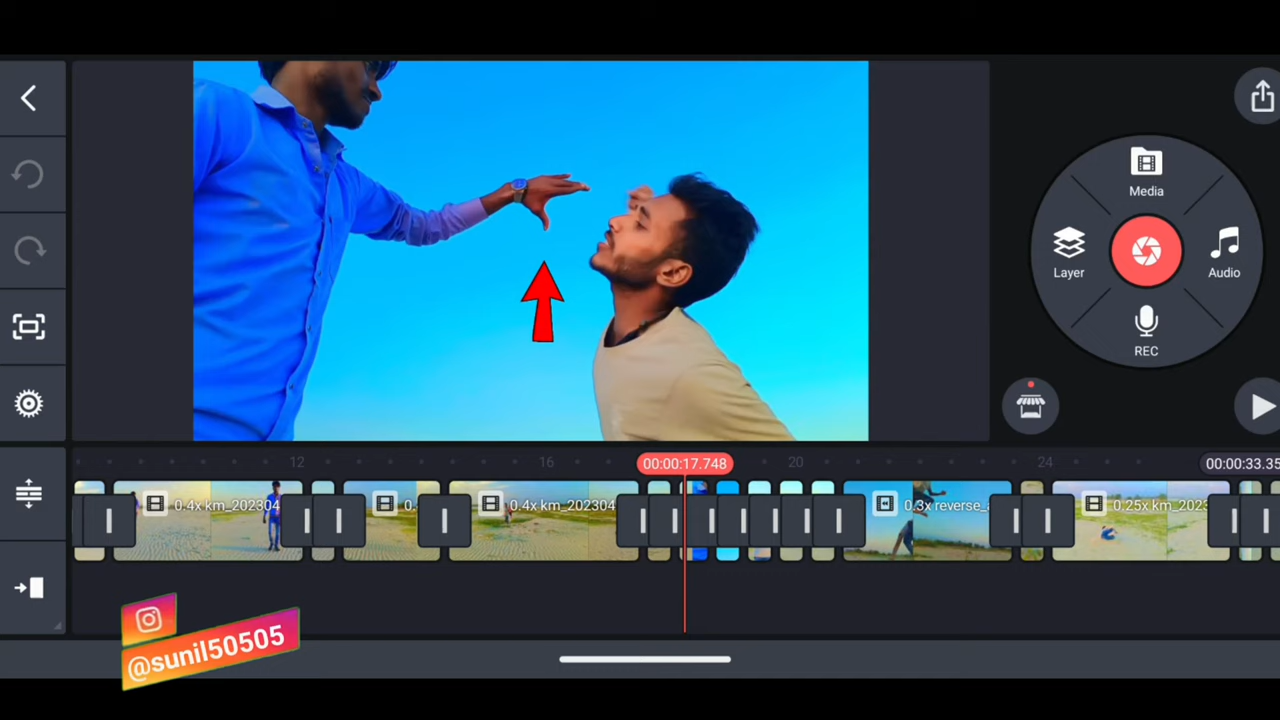 Media
Layer
Audio
REC
12
16
00:00:17.748
20
24
00:00:33.35
0.4x km_202304
0.
0.4x km_202304
0.3x reverse_
0.25x km_202
@sunil50505